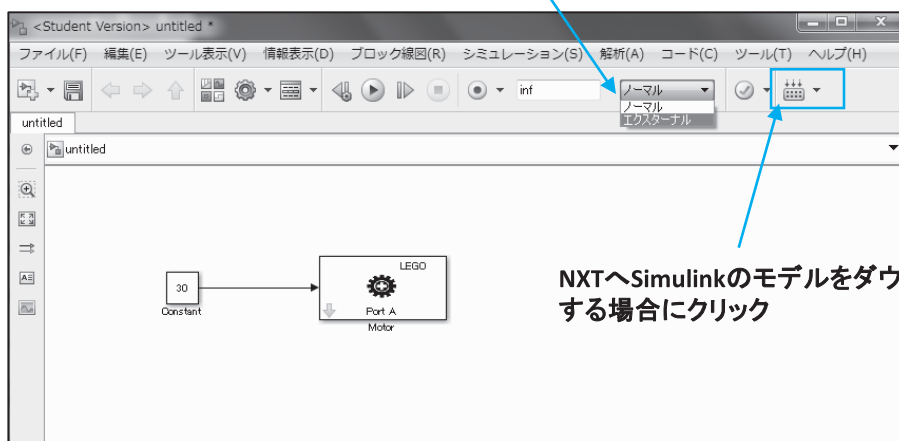 <Student Version> untitled *
ファイル(F) 編集(E) ツール表示(V) 情報表示(D) ブロック線図(R) シミュレーション(S) 解析(A) コード(C) ツール(T) ヘルプ(H)
inf ノーマル
ノーマル
エクスターナル
untitled
untitled
LEGO
30
Port A
Constant
Motor
NXTへSimulinkのモデルをダウ
する場合にクリック